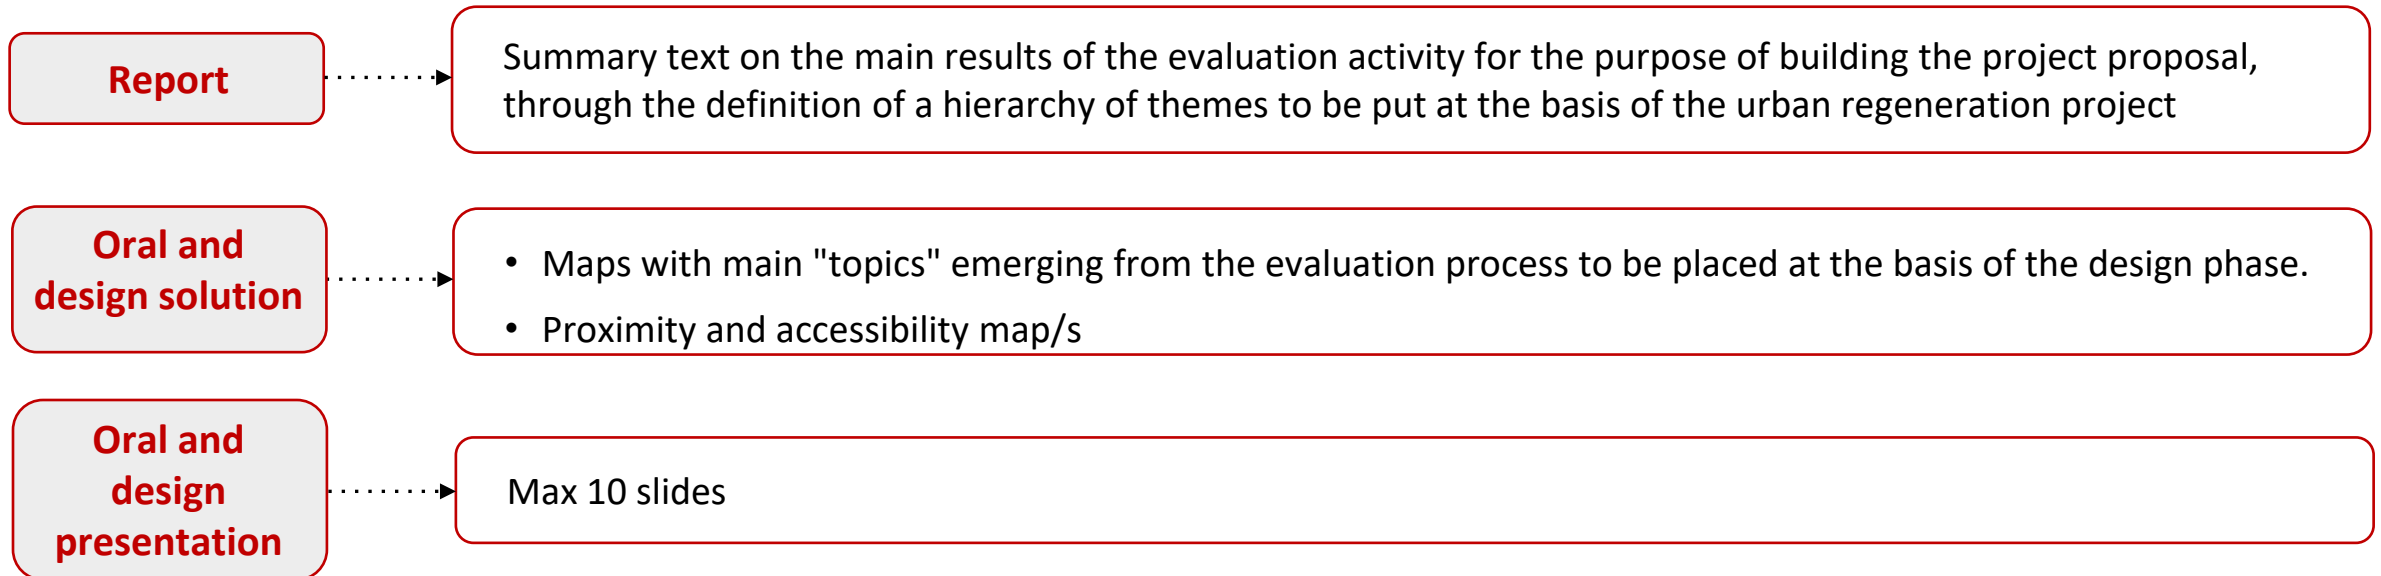 Report
Summary text on the main results of the evaluation activity for the purpose of building the project proposal,
through the definition of a hierarchy of themes to be put at the basis of the urban regeneration project
Oral and
design solution
• Maps with main "topics" emerging from the evaluation process to be placed at the basis of the design phase.
• Proximity and accessibility map/s
Oral and
design
presentation
Max 10 slides